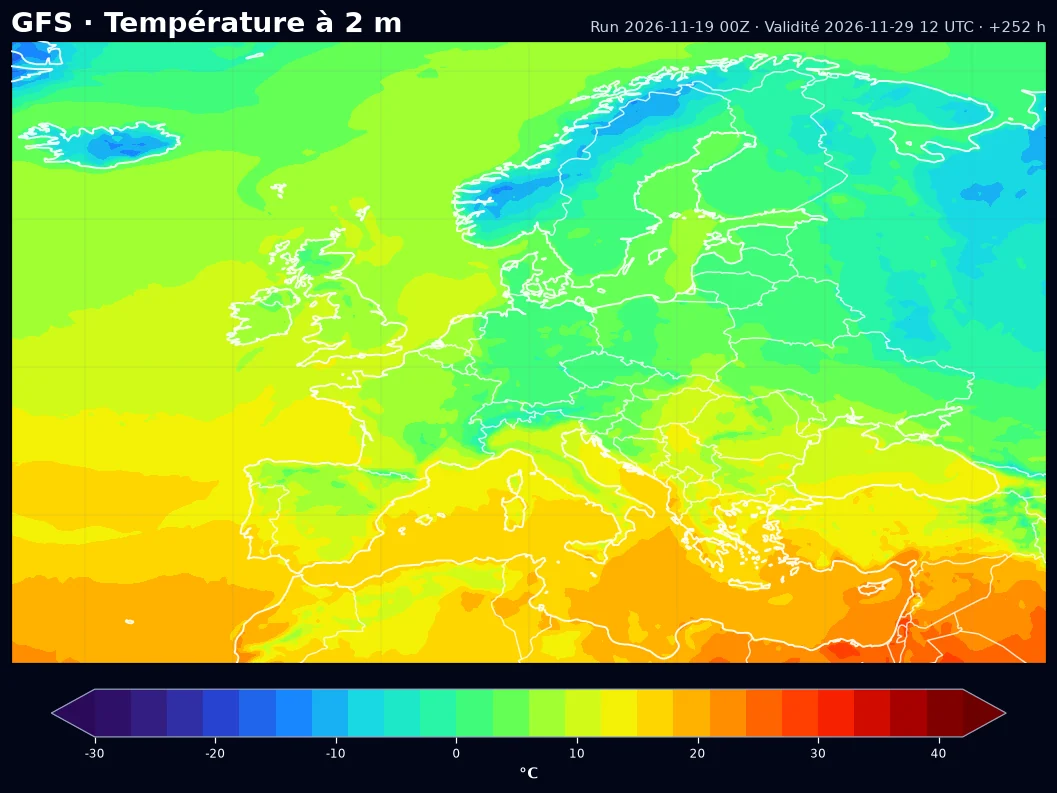 GFS · Température à 2 m
Run 2026-11-19 00Z · Validité 2026-11-29 12 UTC · +252 h
-30 -20 -10 0 10 20 30 40
°C